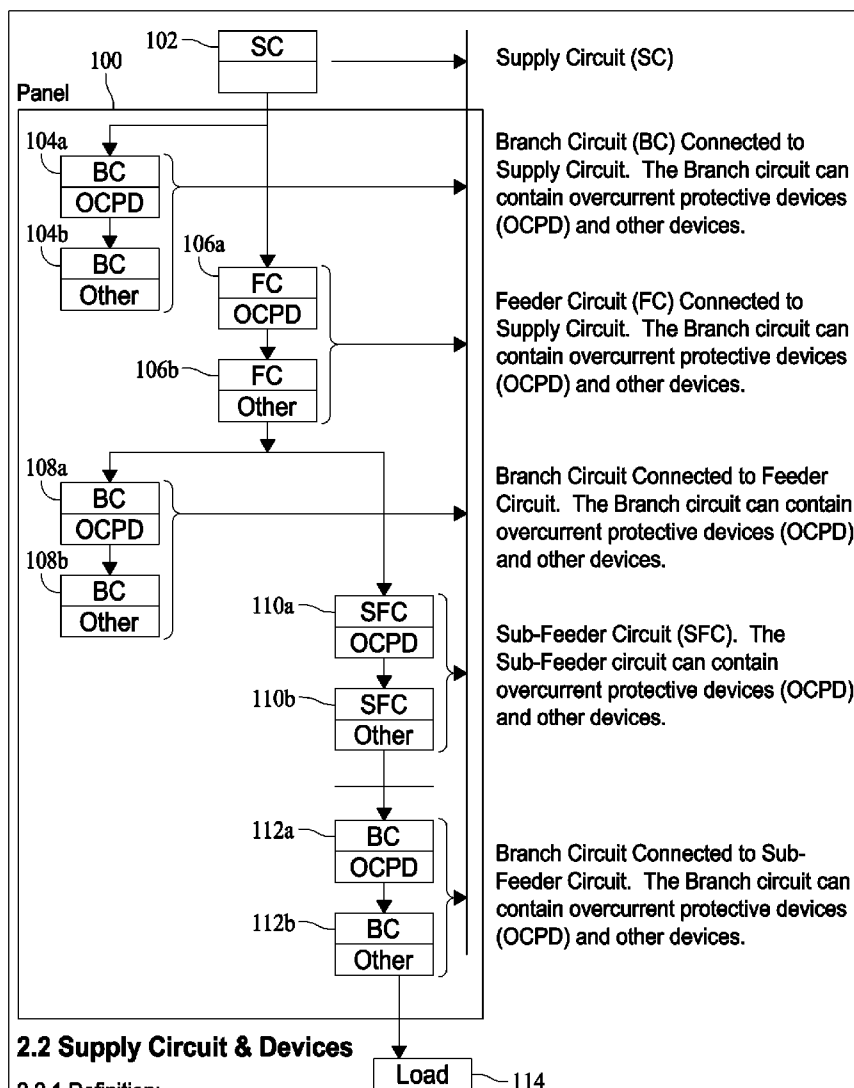 102
SC
Supply Circuit (SC)
100
Panel
104a
BC
OCPD
104b
BC
Other
Branch Circuit (BC) Connected to
Supply Circuit. The Branch circuit can
contain overcurrent protective devices
(OCPD) and other devices.
106a
FC
OCPD
106b
FC
Other
Feeder Circuit (FC) Connected to
Supply Circuit. The Branch circuit can
contain overcurrent protective devices
(OCPD) and other devices.
108a
BC
OCPD
108b
BC
Other
Branch Circuit Connected to Feeder
Circuit. The Branch circuit can contain
overcurrent protective devices (OCPD)
and other devices.
110a
SFC
OCPD
110b
SFC
Other
Sub-Feeder Circuit (SFC). The
Sub-Feeder circuit can contain
overcurrent protective devices (OCPD)
and other devices.
112a
BC
OCPD
112b
BC
Other
Branch Circuit Connected to Sub-
Feeder Circuit. The Branch circuit can
contain overcurrent protective devices
(OCPD) and other devices.
2.2 Supply Circuit & Devices
Load
114
2.2.1 Definition: